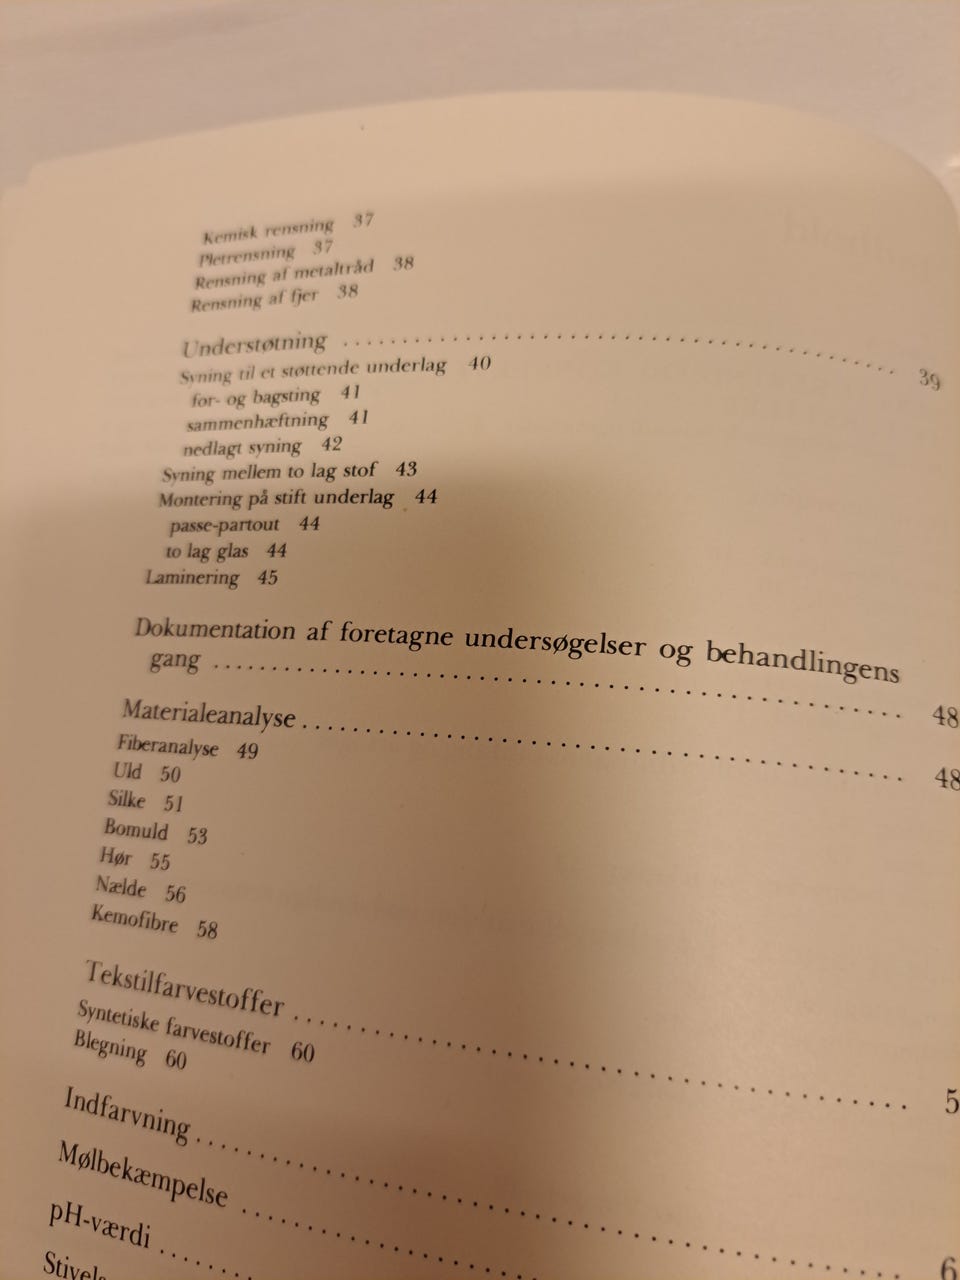 Kemisk rensning 37
Pletrensning 37
Rensning af metaltråd 38
Rensning af fjer 38
Understøtning . . . . . . . . . . . . . . . . . . . . . . . . . . . . . . . . . . . . . . . . 39
Syning til et støttende underlag 40
for- og bagsting 41
sammenhæftning 41
nedlagt syning 42
Syning mellem to lag stof 43
Montering på stift underlag 44
passe-partout 44
to lag glas 44
Laminering 45
Dokumentation af foretagne undersøgelser og behandlingens
gang . . . . . . . . . . . . . . . . . . . . . . . . . . . . . . . . . . . . . . . . 48
Materialeanalyse . . . . . . . . . . . . . . . . . . . . . . . . . . . . . . . . . . . . 48
Fiberanalyse 49
Uld 50
Silke 51
Bomuld 53
Hør 55
Nælde 56
Kemofibre 58
Tekstilfarvestoffer . . . . . . . . . . . . . . . . . . . . . . . . . . . . . . . . . . 5
Syntetiske farvestoffer 60
Blegning 60
Indfarvning . . . . . . . . . . . . . . . . . . . . . . . . . . . . . . . . . . . . . . . 6
Mølbekæmpelse . . . . . . . . . . . . . . . . . .
pH-værdi . . . . . .